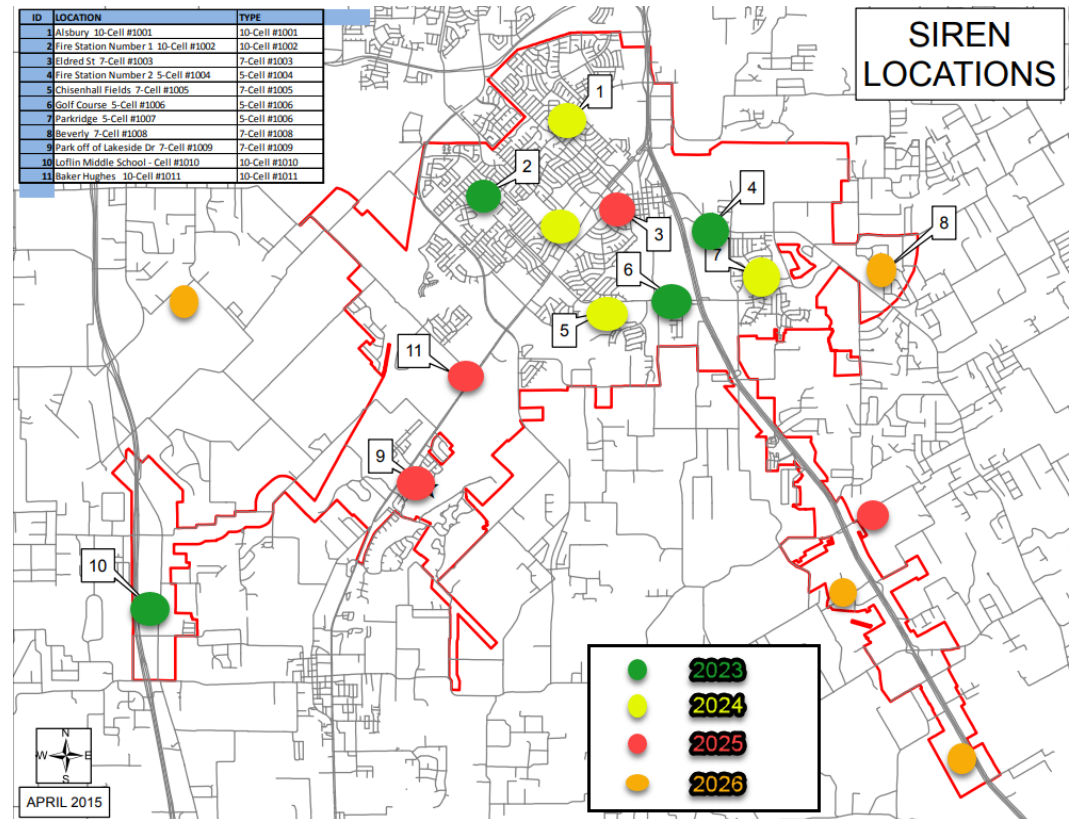 ID LOCATION TYPE
1 Alsbury 10-Cell #1001 10-Cell #1001
2 Fire Station Number 1 10-Cell #1002 10-Cell #1002
3 Eldred St 7-Cell #1003 7-Cell #1003
4 Fire Station Number 2 5-Cell #1004 5-Cell #1004
5 Chisenhall Fields 7-Cell #1005 7-Cell #1005
6 Golf Course 5-Cell #1006 5-Cell #1006
7 Parkridge 5-Cell #1007 5-Cell #1006
8 Beverly 7-Cell #1008 7-Cell #1008
9 Park off of Lakeside Dr 7-Cell #1009 7-Cell #1009
10 Loflin Middle School - Cell #1010 10-Cell #1010
11 Baker Hughes 10-Cell #1011 10-Cell #1011
SIREN
LOCATIONS
1
2
4
3
8
7
6
5
11
9
10
2023
2024
2025
2026
N
W E
S
APRIL 2015